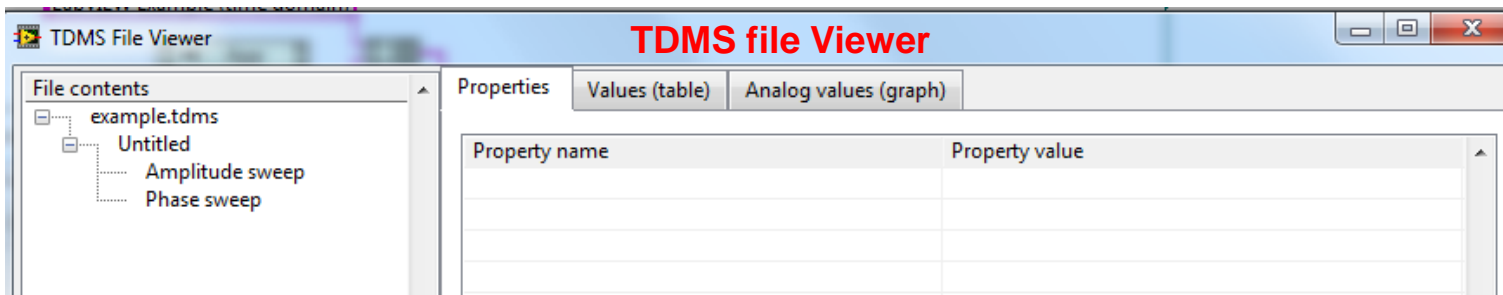 TDMS File Viewer
TDMS file Viewer
File contents
example.tdms
Untitled
Amplitude sweep
Phase sweep
Properties
Values (table)
Analog values (graph)
Property name
Property value